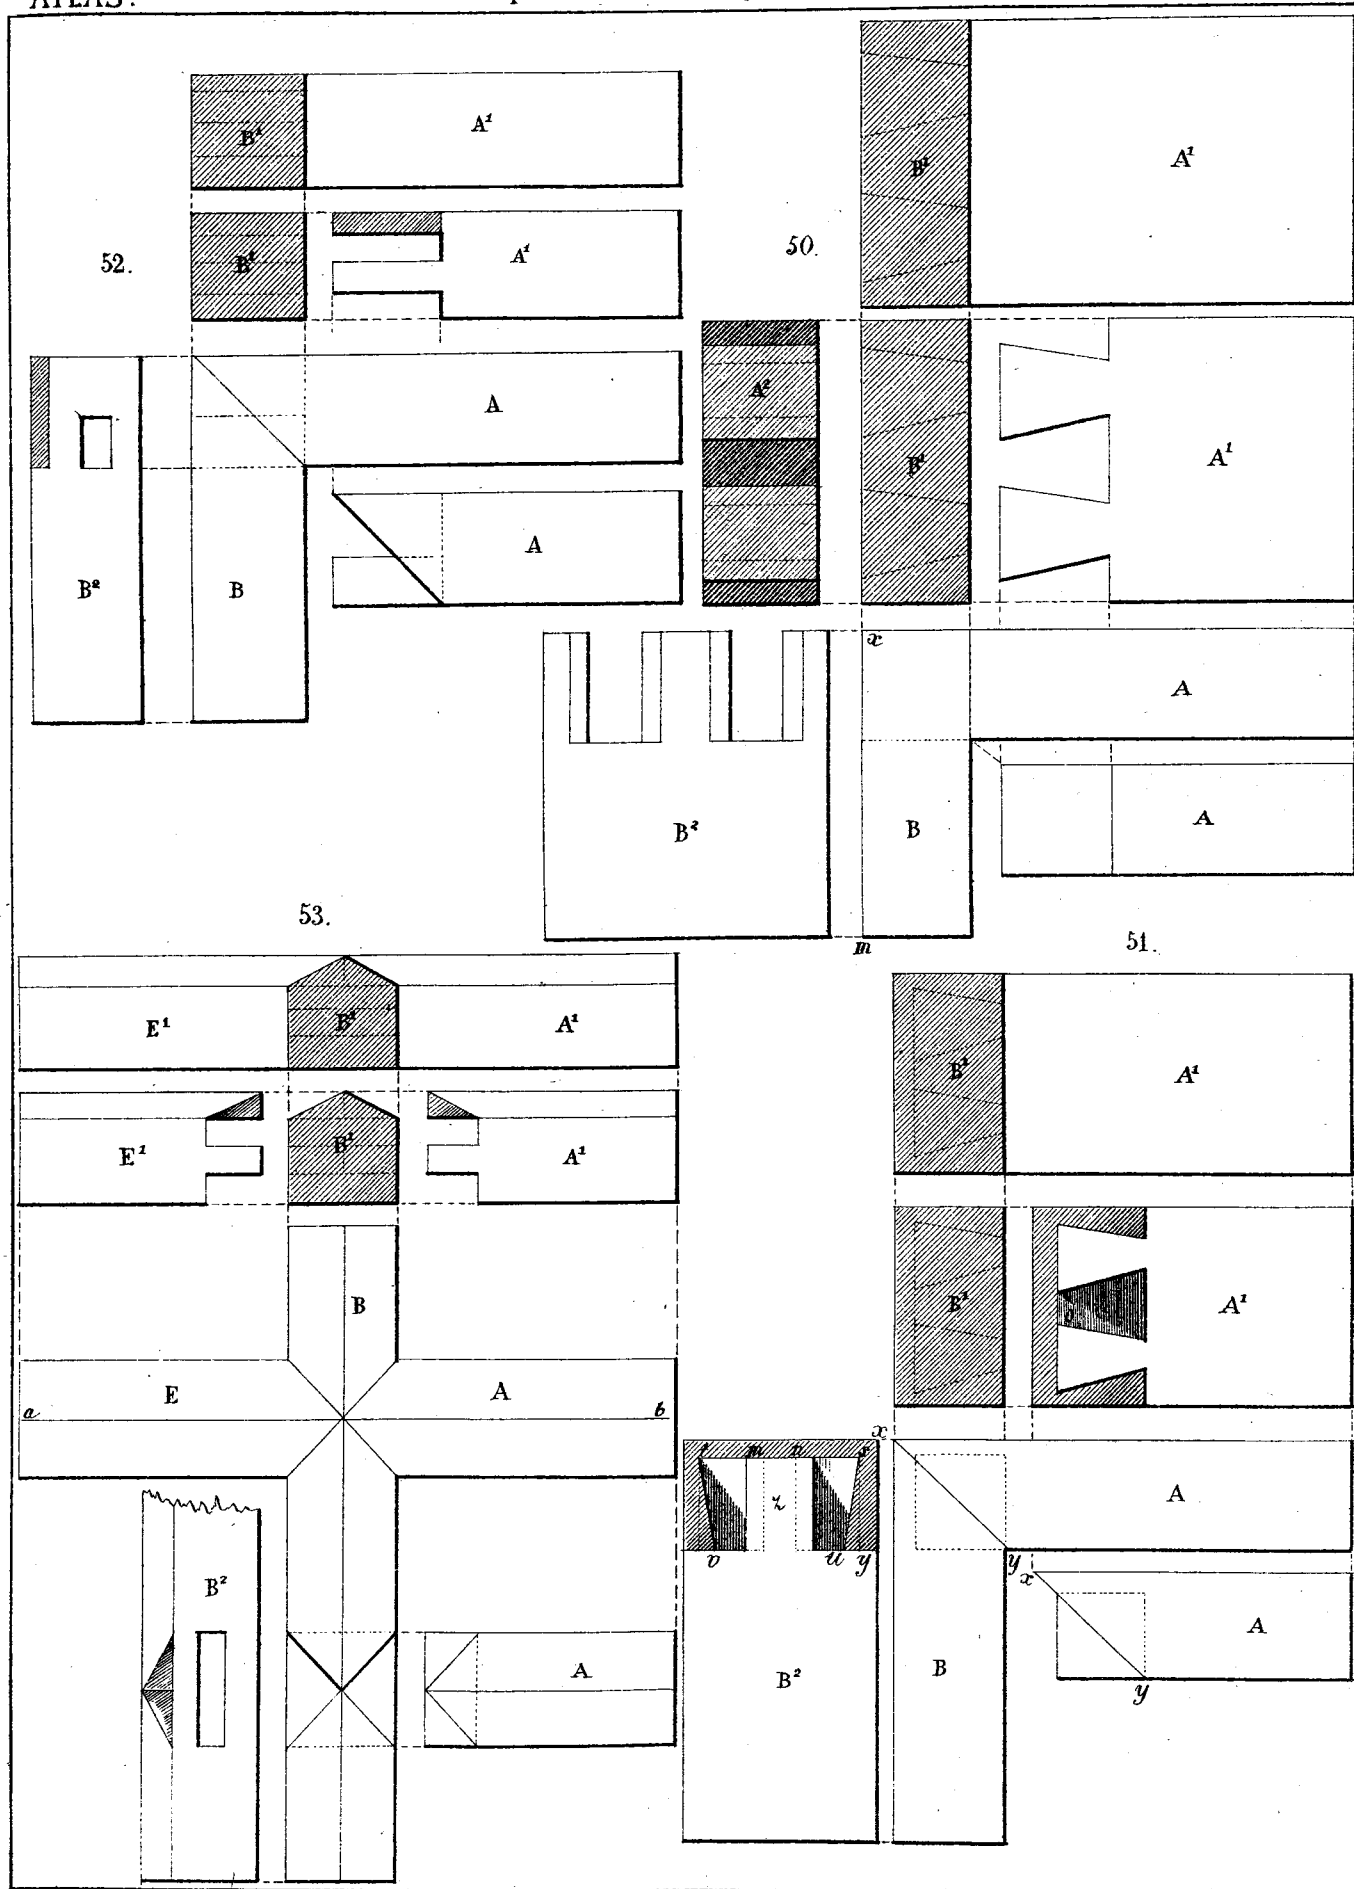 ATLAS.
B¹ A¹
B¹ A¹
52.
A
B² B A
50.
B¹ A¹
A² B¹ A¹
x
A
B² B A
m
53.
51.
E¹ B¹ A¹
E¹ B¹ A¹
B
E A
a b
B²
A
B¹ A¹
B¹ A¹
x
t m n s
z
v u y
A
y
x
A
y
B² B